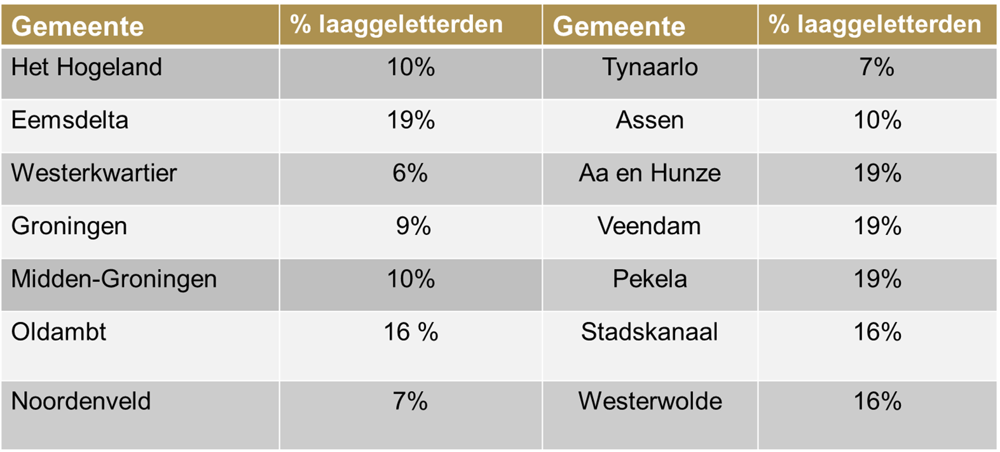 Gemeente % laaggeletterden Gemeente % laaggeletterden
Het Hogeland 10% Tynaarlo 7%
Eemsdelta 19% Assen 10%
Westerkwartier 6% Aa en Hunze 19%
Groningen 9% Veendam 19%
Midden-Groningen 10% Pekela 19%
Oldambt 16 % Stadskanaal 16%
Noordenveld 7% Westerwolde 16%